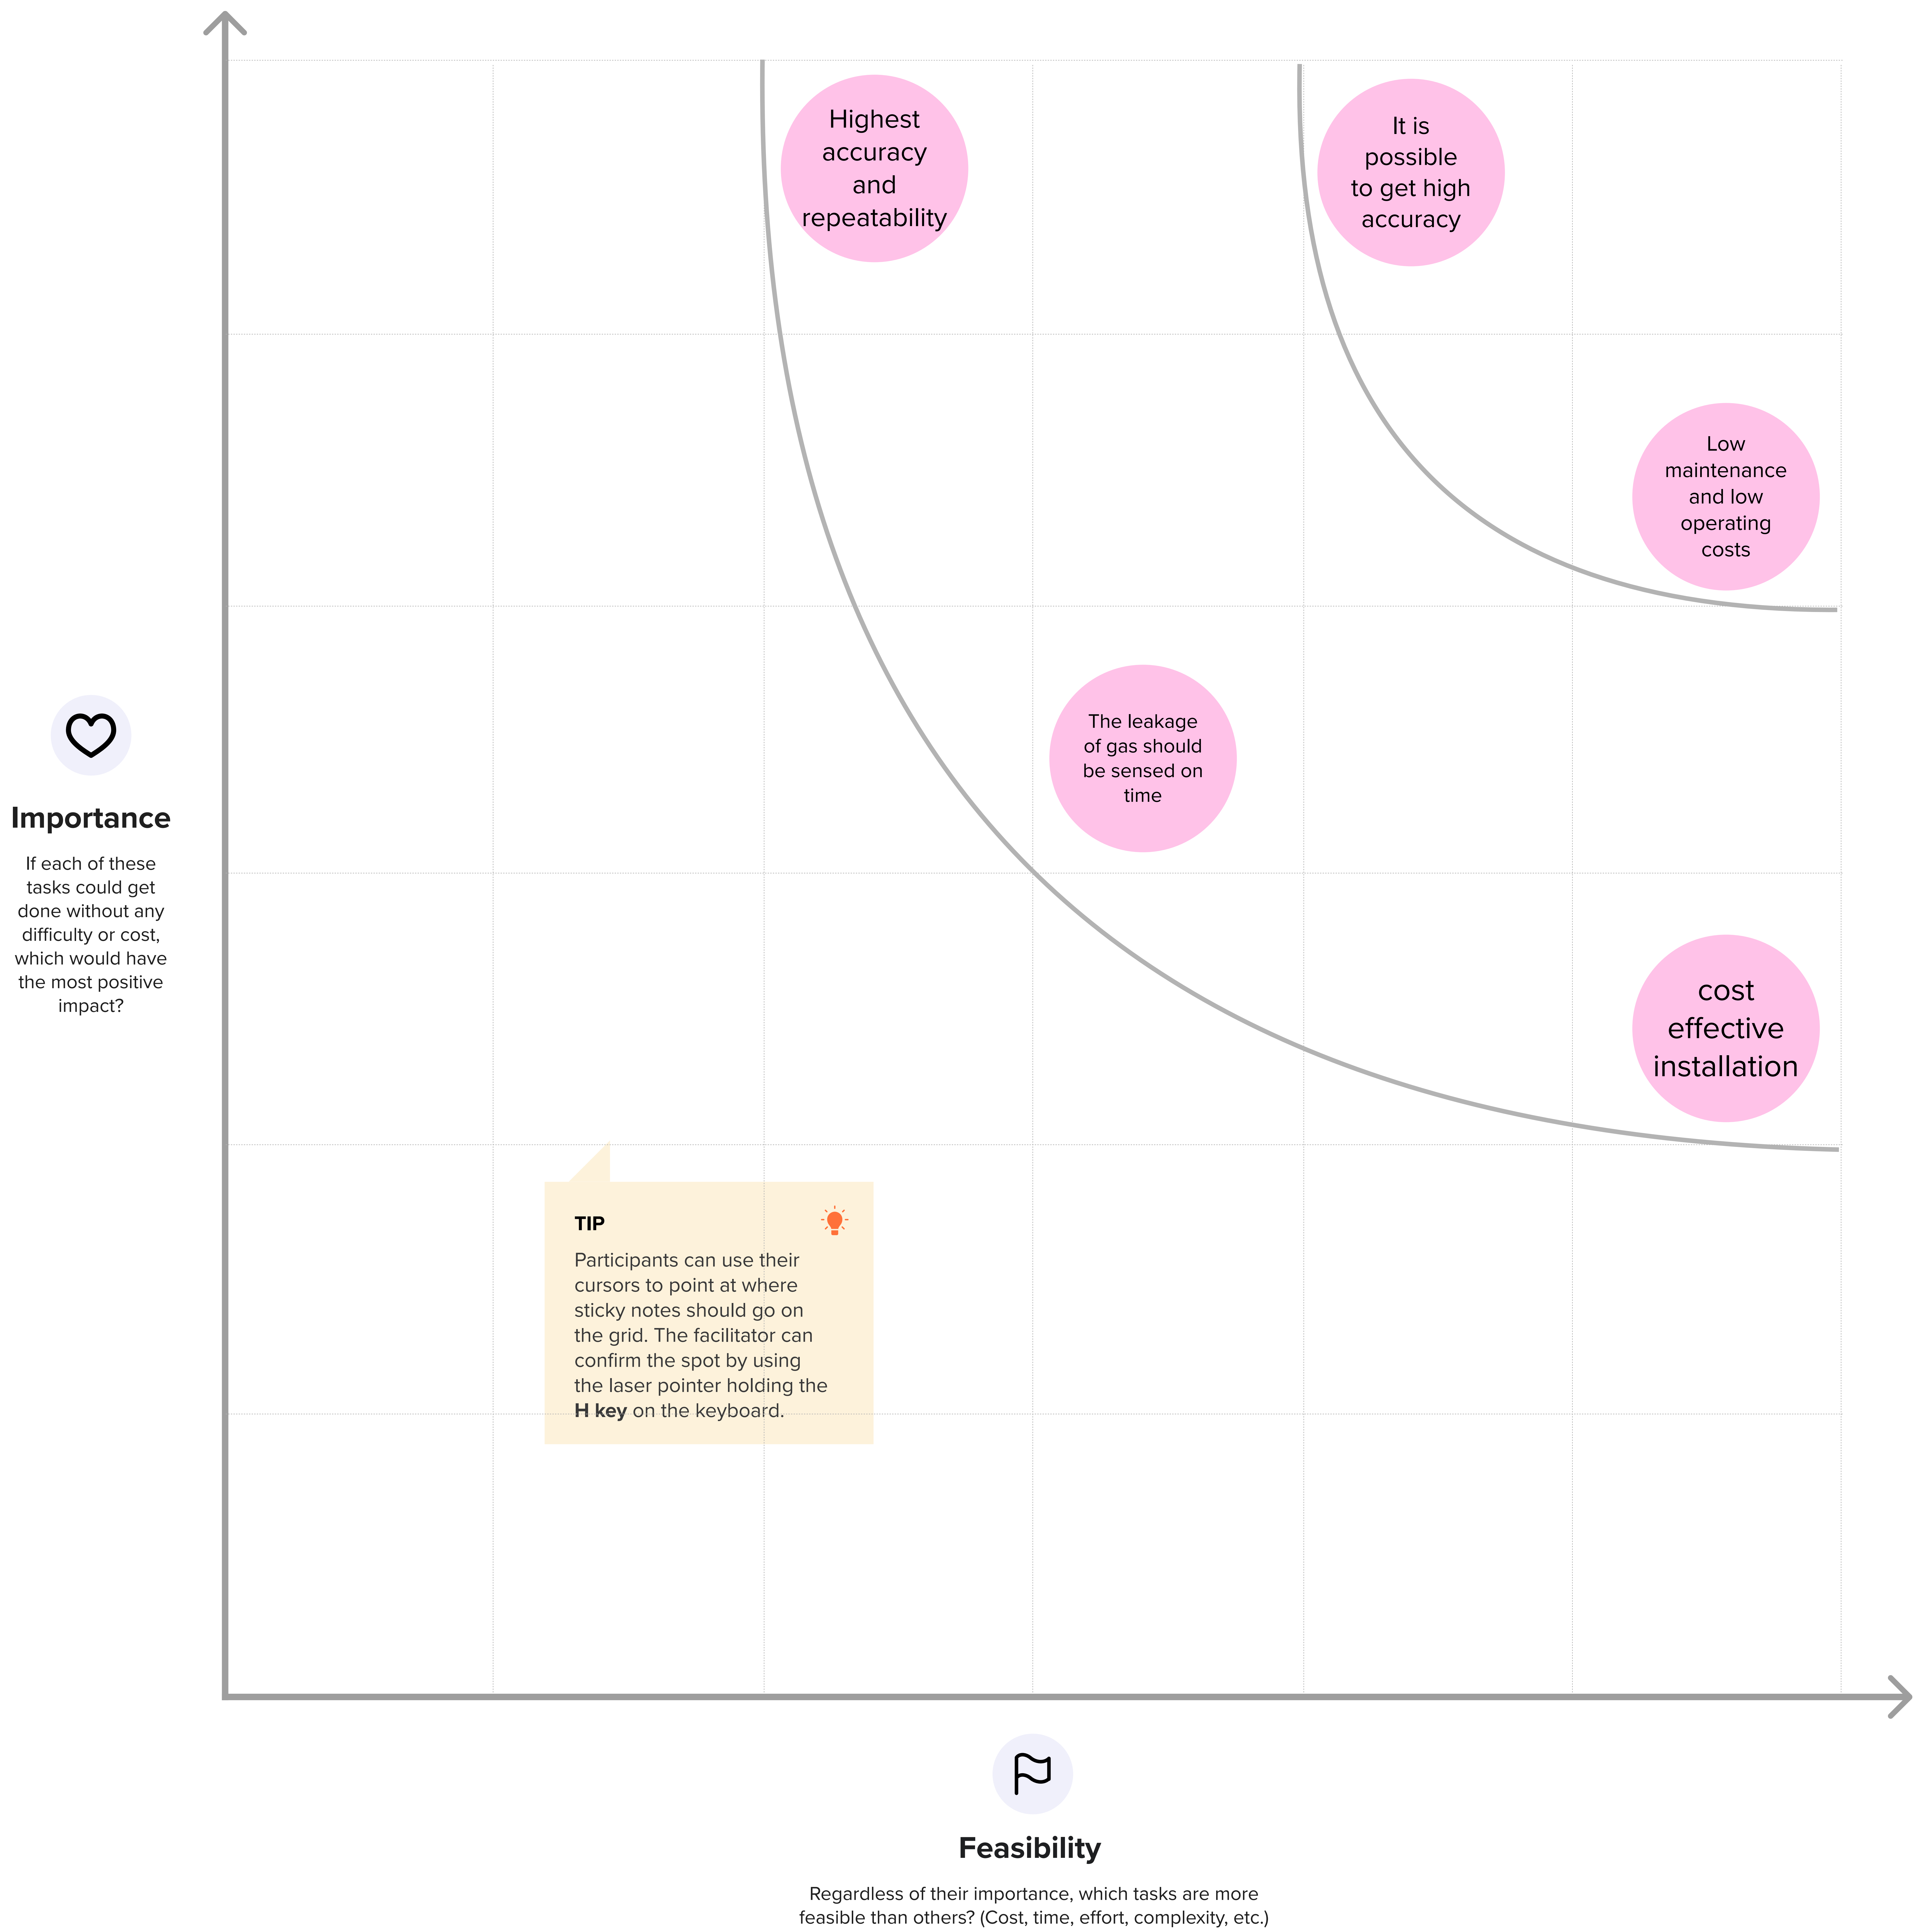 Highest
accuracy
and
repeatability
It is
possible
to get high
accuracy
Low
maintenance
and low
operating
costs
The leakage
of gas should
be sensed on
time
Importance
If each of these
tasks could get
done without any
difficulty or cost,
which would have
the most positive
impact?
cost
effective
installation
TIP
Participants can use their
cursors to point at where
sticky notes should go on
the grid. The facilitator can
confirm the spot by using
the laser pointer holding the
H key on the keyboard.
Feasibility
Regardless of their importance, which tasks are more
feasible than others? (Cost, time, effort, complexity, etc.)